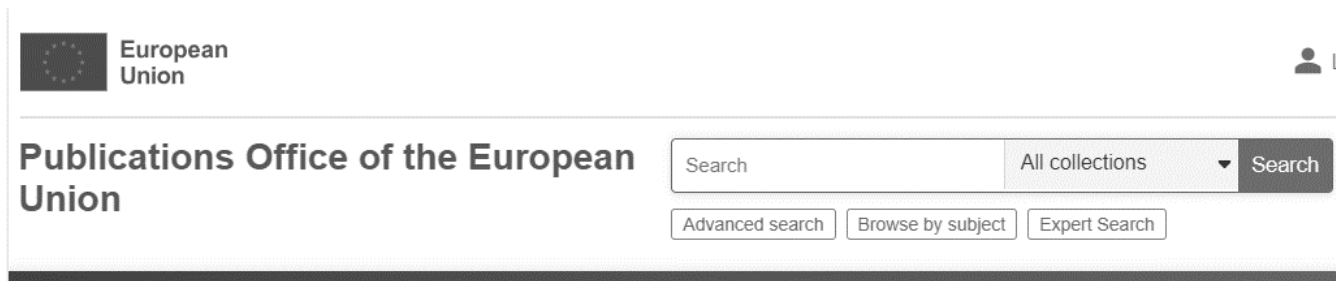 European
Union
Publications Office of the European
Union
Search
All collections
Search
Advanced search
Browse by subject
Expert Search